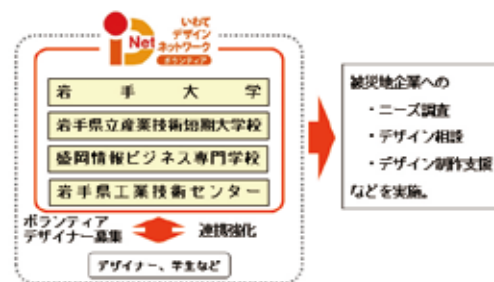 iD Net
いわて
デザイン
ネットワーク
ボランティア
岩手大学
岩手県立産業技術短期大学校
盛岡情報ビジネス専門学校
岩手県工業技術センター
ボランティア
デザイナー募集
連携強化
デザイナー、学生など
被災地企業への
・ニーズ調査
・デザイン相談
・デザイン制作支援
などを実施。